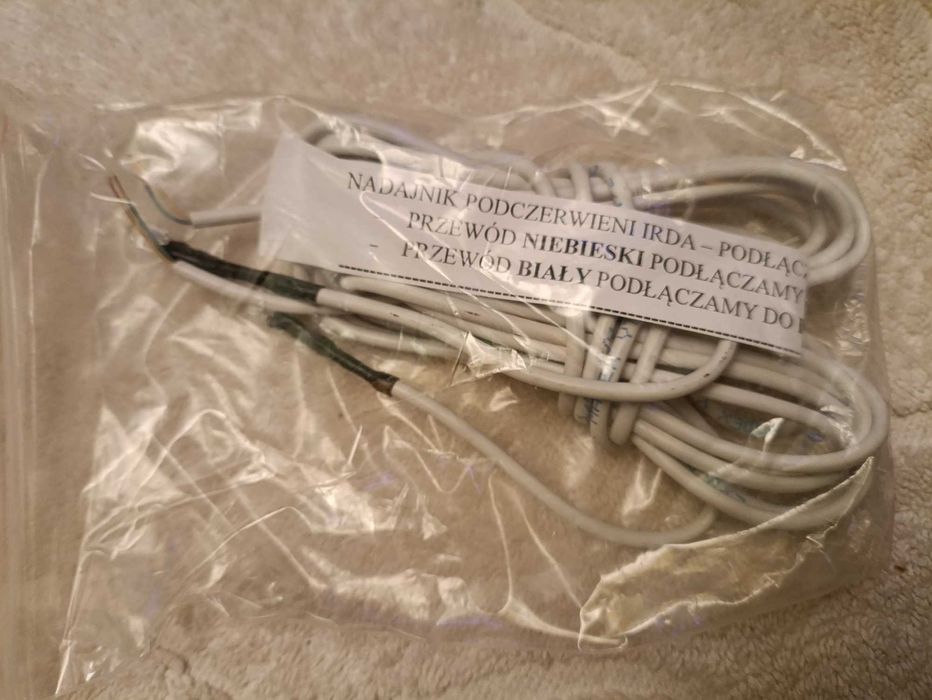 NADAJNIK PODCZERWIENI IRDA – PODŁĄC
PRZEWÓD NIEBIESKI PODŁĄCZAMY
- PRZEWÓD BIAŁY PODŁĄCZAMY DO